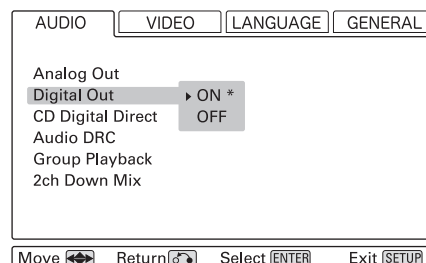 AUDIO VIDEO LANGUAGE GENERAL
Analog Out
Digital Out ON *
CD Digital Direct OFF
Audio DRC
Group Playback
2ch Down Mix
Move Return Select ENTER Exit SETUP